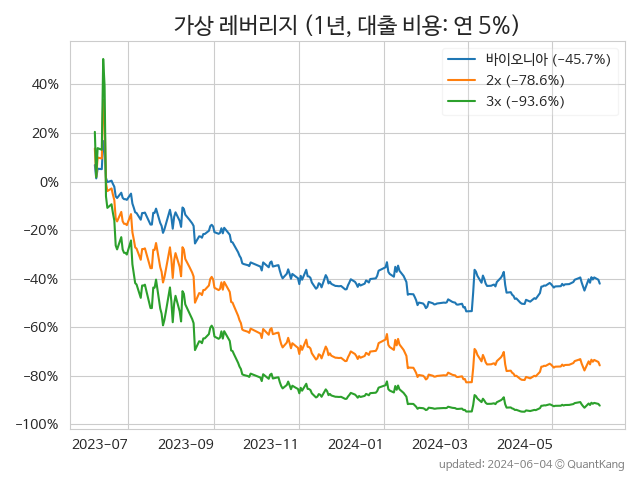 가상 레버리지 (1년, 대출 비용: 연 5%)
바이오니아 (−45.7%)
2x (−78.6%)
3x (−93.6%)
40%
20%
0%
−20%
−40%
−60%
−80%
−100%
2023-07 2023-09 2023-11 2024-01 2024-03 2024-05
updated: 2024-06-04 © QuantKang